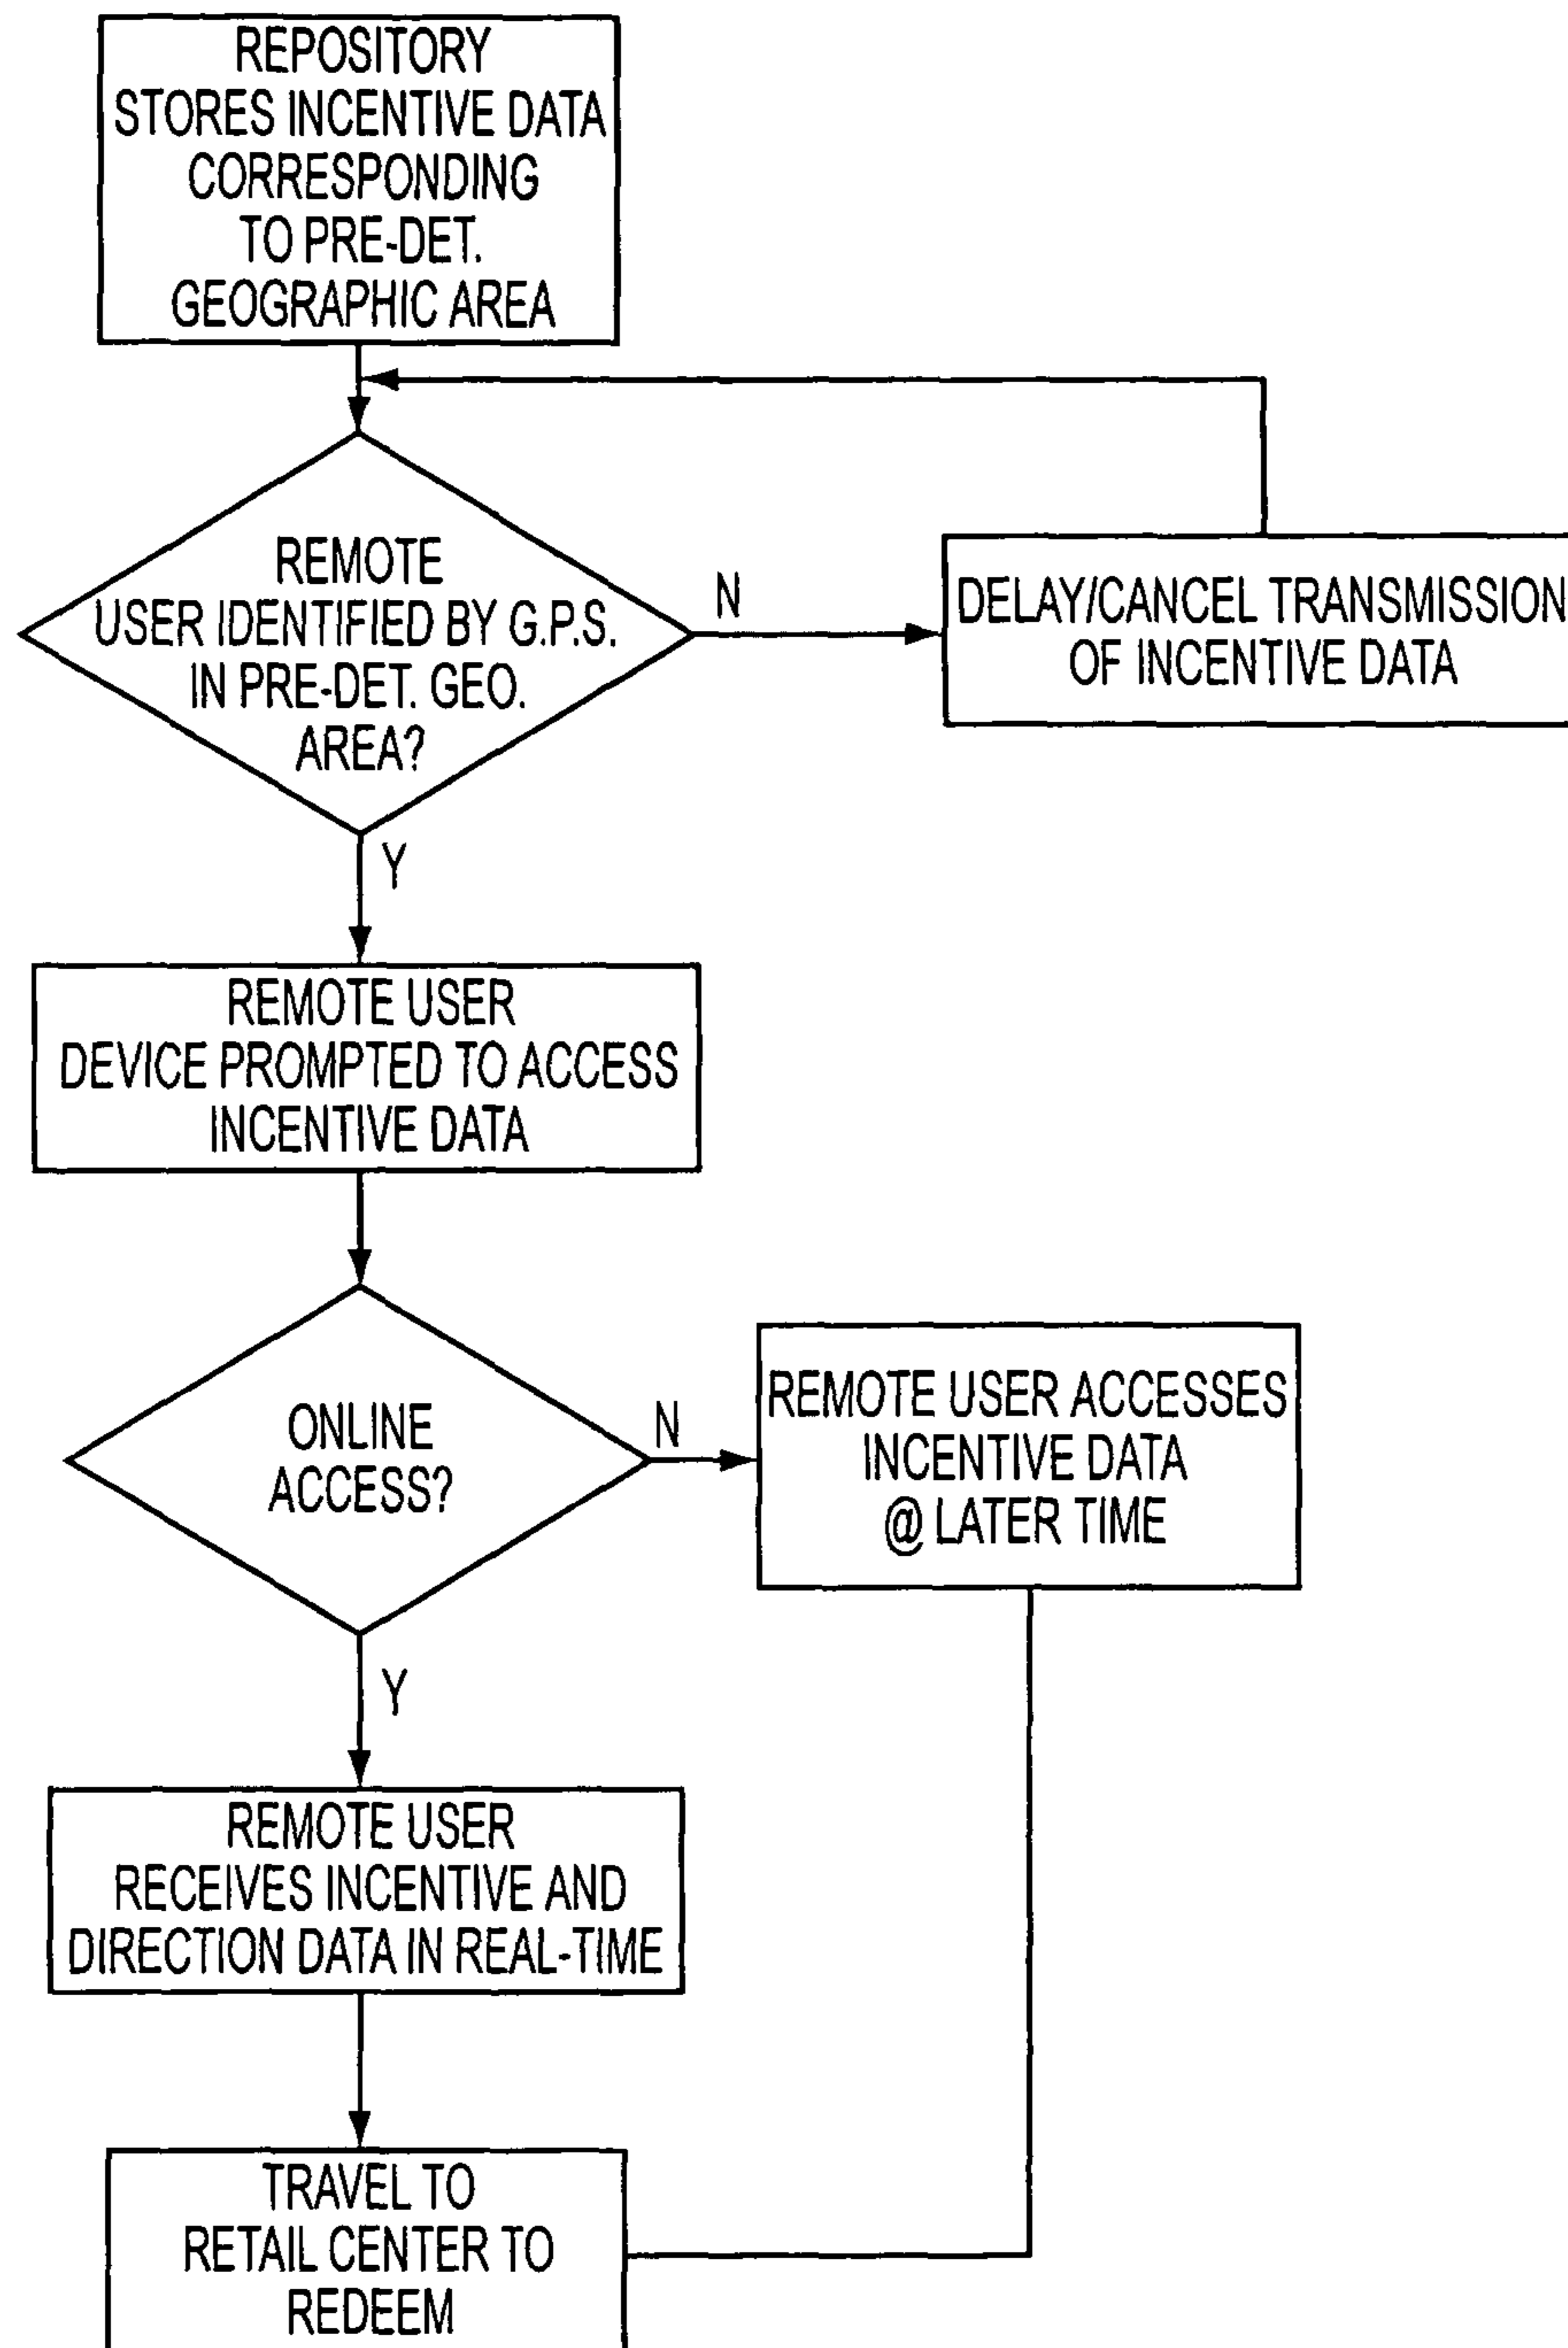 REPOSITORY
STORES INCENTIVE DATA
CORRESPONDING
TO PRE-DET.
GEOGRAPHIC AREA
REMOTE
USER IDENTIFIED BY G.P.S.
IN PRE-DET. GEO.
AREA?
N
DELAY/CANCEL TRANSMISSION
OF INCENTIVE DATA
Y
REMOTE USER
DEVICE PROMPTED TO ACCESS
INCENTIVE DATA
ONLINE
ACCESS?
N
REMOTE USER ACCESSES
INCENTIVE DATA
@ LATER TIME
Y
REMOTE USER
RECEIVES INCENTIVE AND
DIRECTION DATA IN REAL-TIME
TRAVEL TO
RETAIL CENTER TO
REDEEM